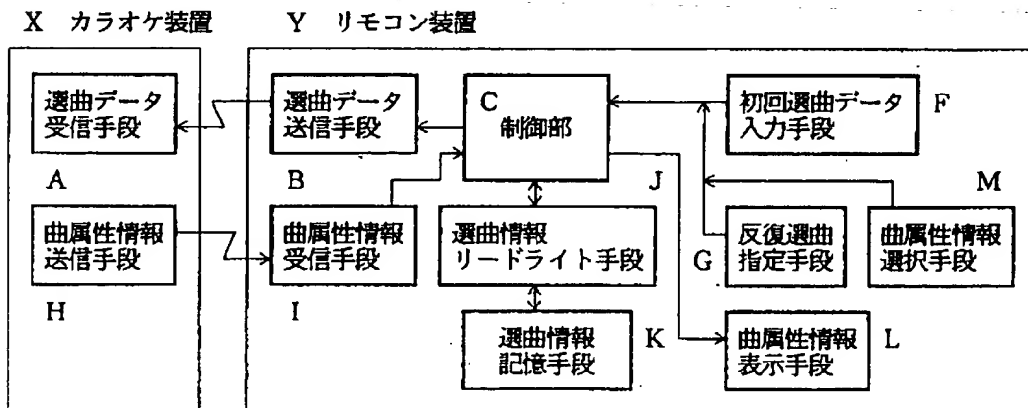 X カラオケ装置
Y リモコン装置
選曲データ
受信手段
A
選曲データ
送信手段
B
C
制御部
初回選曲データ
入力手段
F
曲属性情報
送信手段
H
曲属性情報
受信手段
I
J
選曲情報
リードライト手段
G
反復選曲
指定手段
M
曲属性情報
選択手段
選曲情報
記憶手段
K
曲属性情報
表示手段
L